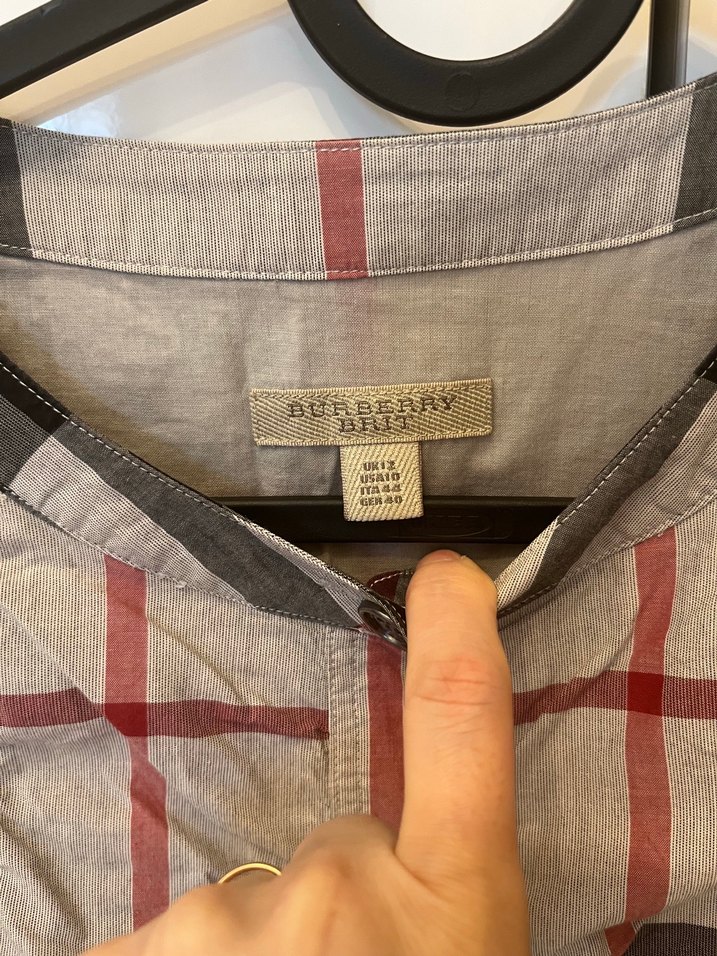 BURBERRY
BRIT
UK12
USA10
ITA44
GER40